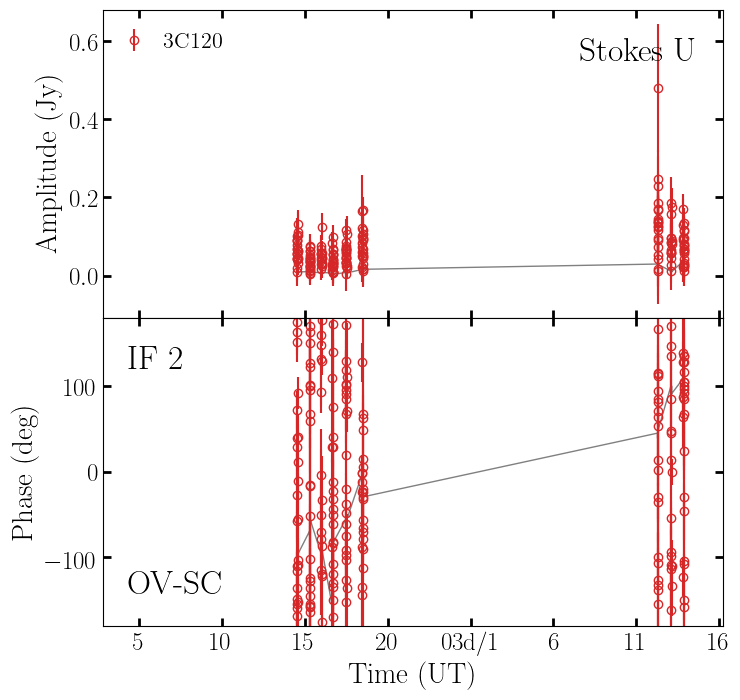 3C120
Stokes U
0.6
0.4
0.2
0.0
Amplitude (Jy)
IF 2
100
0
−100
Phase (deg)
OV-SC
5 10 15 20 03d/1 6 11 16
Time (UT)